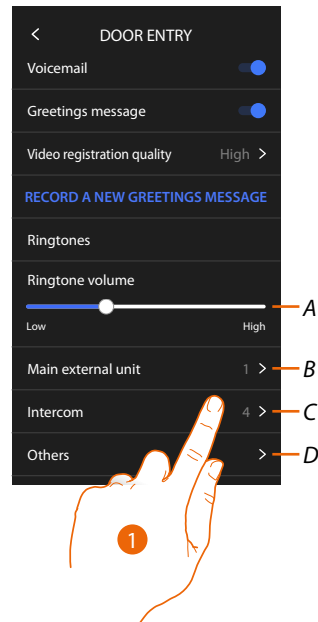 < DOOR ENTRY
Voicemail
Greetings message
Video registration quality High >
RECORD A NEW GREETINGS MESSAGE
Ringtones
Ringtone volume
A
Low High
Main external unit 1 > B
Intercom 4 > C
Others > D
1